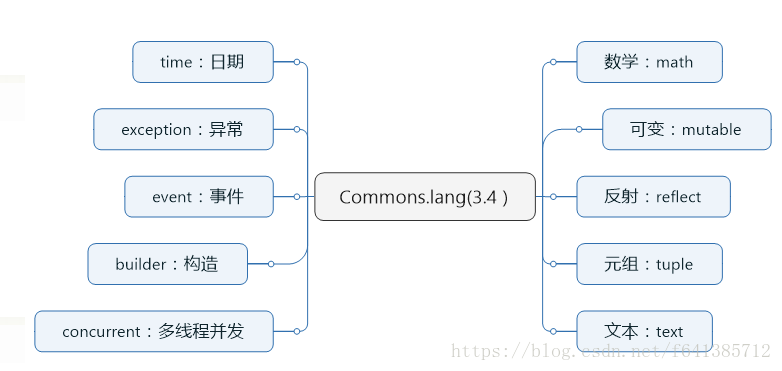 time：日期
exception：异常
event：事件
builder：构造
concurrent：多线程并发
Commons.lang(3.4 )
数学：math
可变：mutable
反射：reflect
元组：tuple
文本：text
https://blog.csdn.net/f641385712